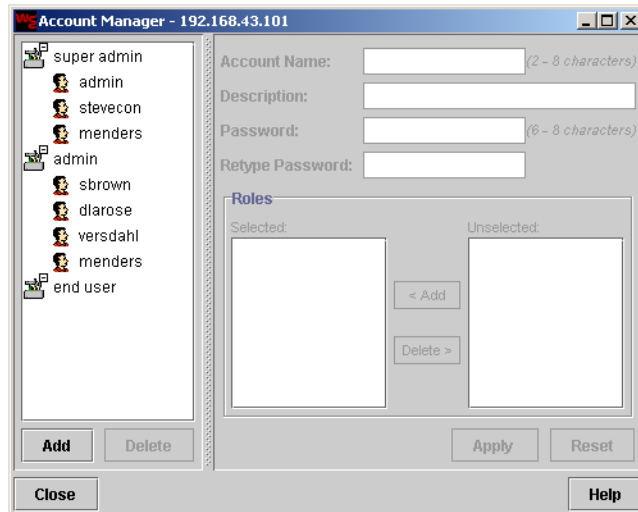 WG Account Manager - 192.168.43.101
super admin
admin
stevecon
menders
admin
sbrown
dlarose
versdahl
menders
end user
Add
Delete
Account Name:
(2 - 8 characters)
Description:
Password:
(6 - 8 characters)
Retype Password:
Roles
Selected:
Unselected:
< Add
Delete >
Apply
Reset
Close
Help